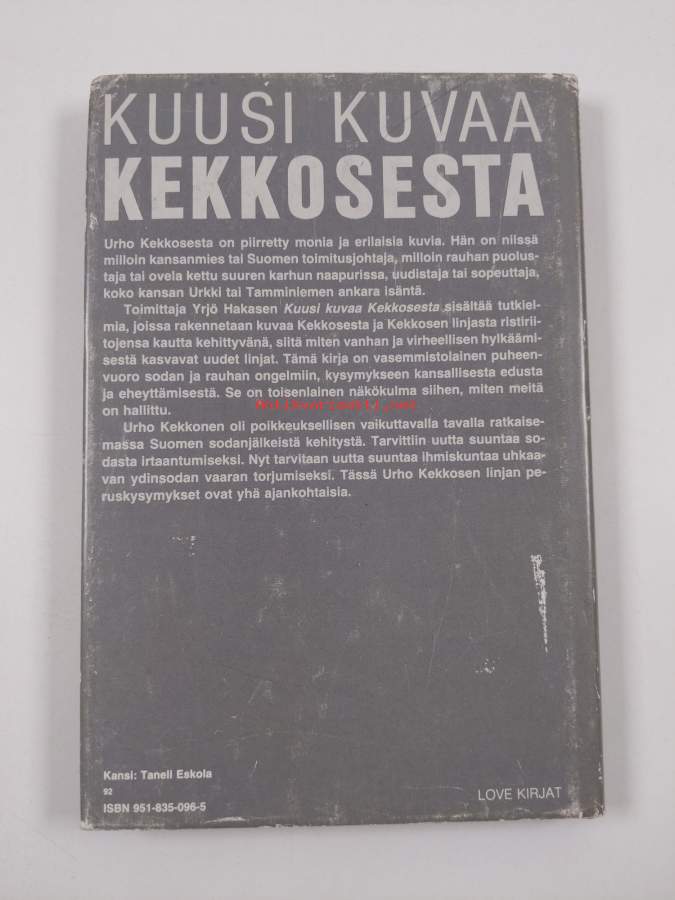 KUUSI KUVAA
KEKKOSESTA
Urho Kekkosesta on piirretty monia ja erilaisia kuvia. Hän on niissä
milloin kansanmies tai Suomen toimitusjohtaja, milloin rauhan puolus-
taja tai ovela kettu suuren karhun naapurissa, uudistaja tai sopeuttaja,
koko kansan Urkki tai Tamminiemen ankara isäntä.
Toimittaja Yrjö Hakasen Kuusi kuvaa Kekkosesta sisältää tutkiel-
mia, joissa rakennetaan kuvaa Kekkosesta ja Kekkosen linjasta ristirii-
tojensa kautta kehittyvänä, siitä miten vanhan ja virheellisen hylkäämi-
sestä kasvavat uudet linjat. Tämä kirja on vasemmistolainen puheen-
vuoro sodan ja rauhan ongelmiin, kysymykseen kansallisesta edusta
ja eheyttämisestä. Se on toisenlainen näkökulma siihen, miten meitä
on hallittu.
Antikvariaatti.net
Urho Kekkonen oli poikkeuksellisen vaikuttavalla tavalla ratkaise-
massa Suomen sodanjälkeistä kehitystä. Tarvittiin uutta suuntaa so-
dasta irtaantumiseksi. Nyt tarvitaan uutta suuntaa ihmiskuntaa uhkaa-
van ydinsodan vaaran torjumiseksi. Tässä Urho Kekkosen linjan pe-
ruskysymykset ovat yhä ajankohtaisia.
Kansi: Taneli Eskola
92
ISBN 951-835-096-5
LOVE KIRJAT